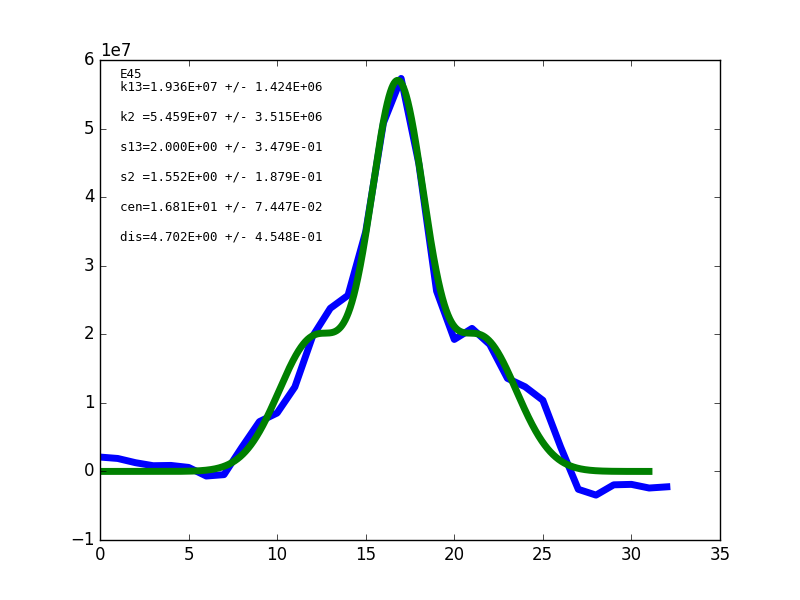 1e7
6
5
4
3
2
1
0
−1
E45
k13=1.936E+07 +/- 1.424E+06
k2 =5.459E+07 +/- 3.515E+06
s13=2.000E+00 +/- 3.479E-01
s2 =1.552E+00 +/- 1.879E-01
cen=1.681E+01 +/- 7.447E-02
dis=4.702E+00 +/- 4.548E-01
0 5 10 15 20 25 30 35